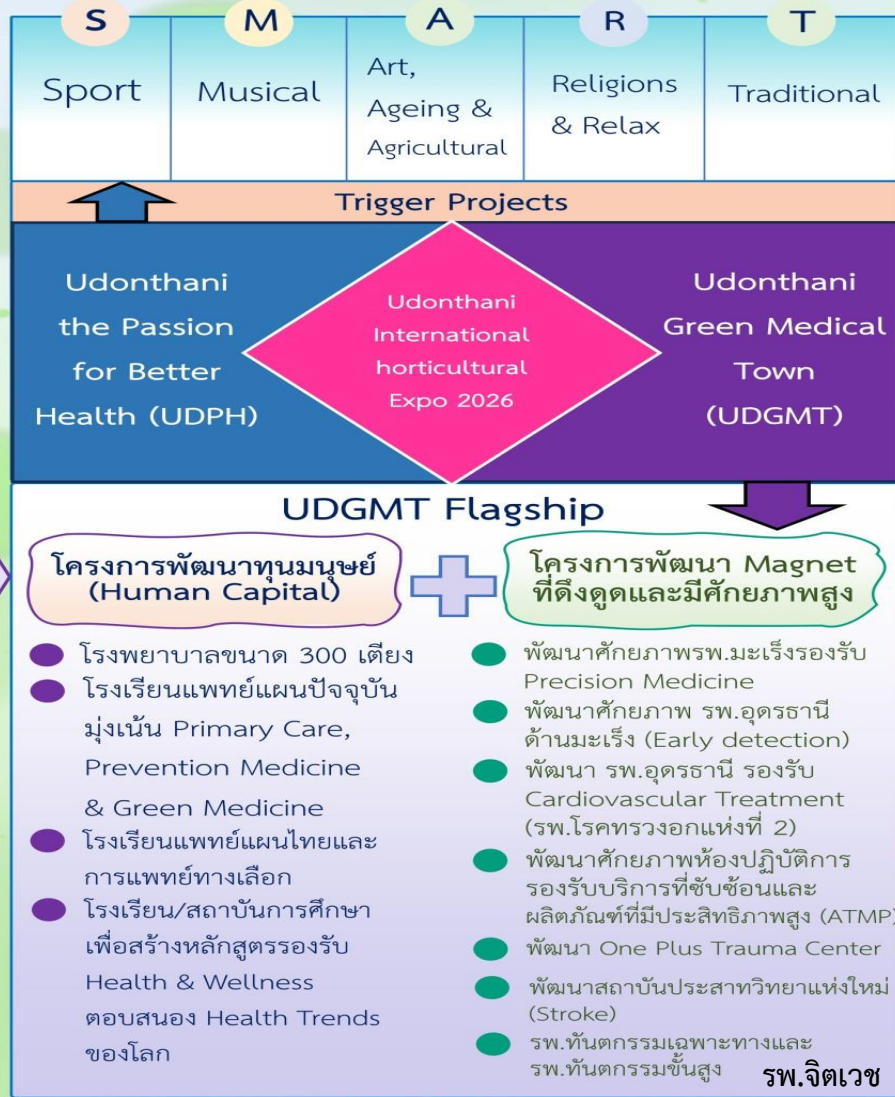 S
M
A
R
T
Sport
Musical
Art,
Ageing &
Agricultural
Religions
& Relax
Traditional
Trigger Projects
Udonthani
the Passion
for Better
Health (UDPH)
Udonthani
International
horticultural
Expo 2026
Udonthani
Green Medical
Town
(UDGMT)
UDGMT Flagship
โครงการพัฒนาทุนมนุษย์
(Human Capital)
โรงพยาบาลขนาด 300 เตียง
โรงเรียนแพทย์แผนปัจจุบัน
มุ่งเน้น Primary Care,
Prevention Medicine
& Green Medicine
โรงเรียนแพทย์แผนไทยและ
การแพทย์ทางเลือก
โรงเรียน/สถาบันการศึกษา
เพื่อสร้างหลักสูตรรองรับ
Health & Wellness
ตอบสนอง Health Trends
ของโลก
โครงการพัฒนา Magnet
ที่ดึงดูดและมีศักยภาพสูง
พัฒนาศักยภาพรพ.มะเร็งรองรับ
Precision Medicine
พัฒนาศักยภาพ รพ.อุดรธานี
ด้านมะเร็ง (Early detection)
พัฒนา รพ.อุดรธานี รองรับ
Cardiovascular Treatment
(รพ.โรคทรวงอกแห่งที่ 2)
พัฒนาศักยภาพห้องปฏิบัติการ
รองรับบริการที่ซับซ้อนและ
ผลิตภัณฑ์ที่มีประสิทธิภาพสูง (ATMP)
พัฒนา One Plus Trauma Center
พัฒนาสถาบันประสาทวิทยาแห่งใหม่
(Stroke)
รพ.ทันตกรรมเฉพาะทางและ
รพ.ทันตกรรมขั้นสูง
รพ.จิตเวช